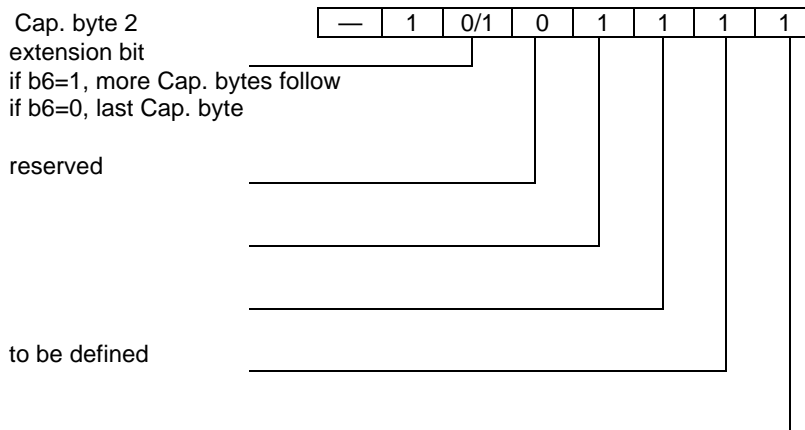 Cap. byte 2 — 1 0/1 0 1 1 1 1
extension bit
if b6=1, more Cap. bytes follow
if b6=0, last Cap. byte
reserved
to be defined